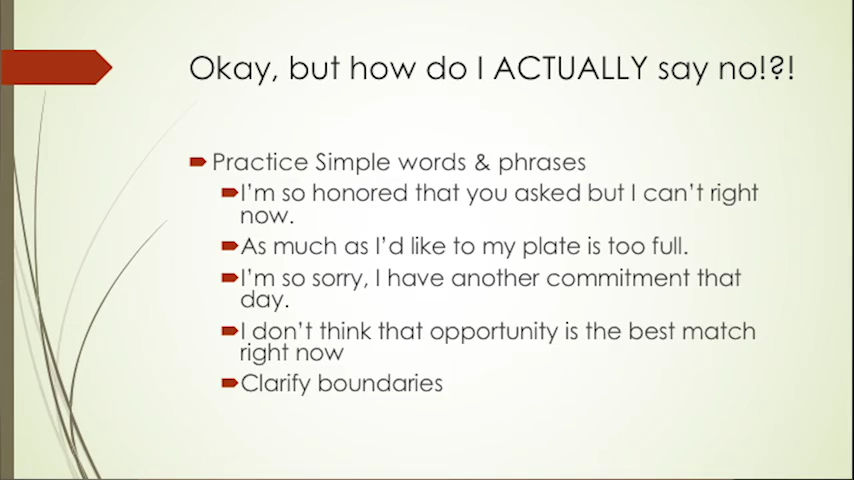 Okay, but how do I ACTUALLY say no!?!
Practice Simple words & phrases
I'm so honored that you asked but I can't right
now.
As much as I'd like to my plate is too full.
I'm so sorry, I have another commitment that
day.
I don't think that opportunity is the best match
right now
Clarify boundaries